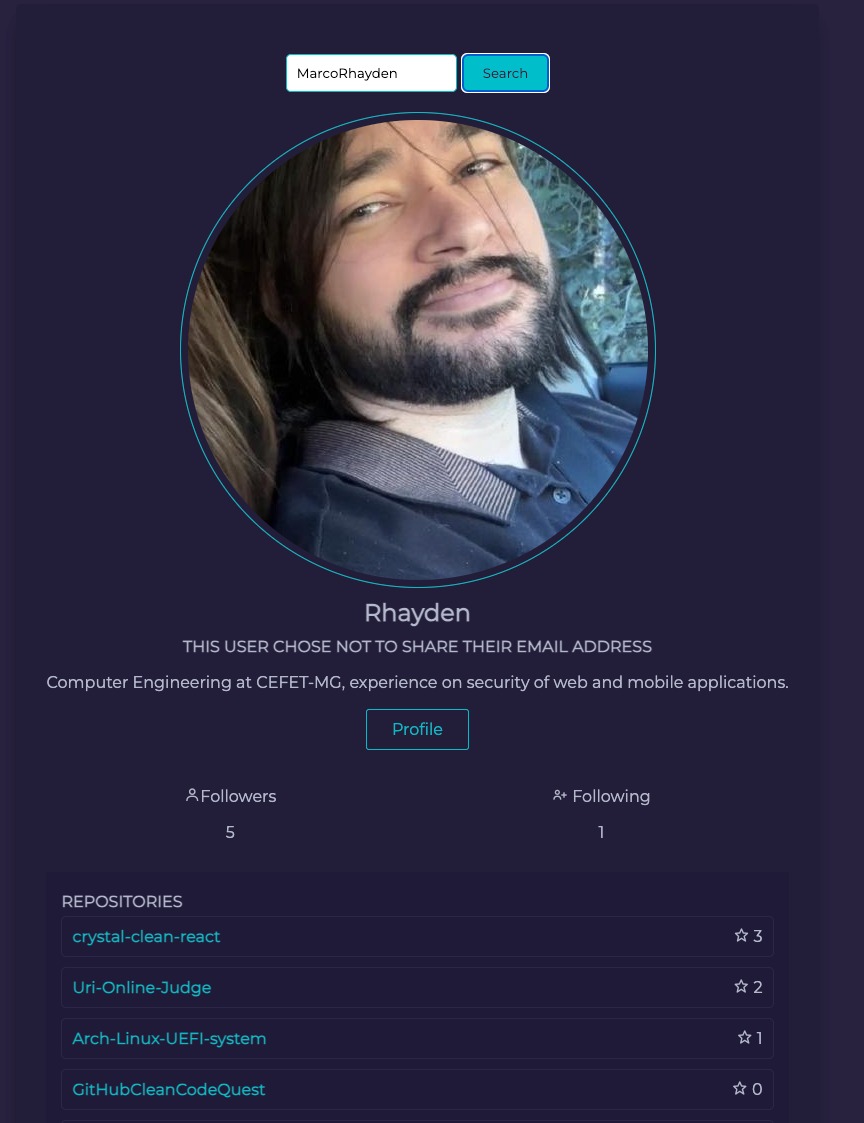 MarcoRhayden Search
Rhayden
THIS USER CHOSE NOT TO SHARE THEIR EMAIL ADDRESS
Computer Engineering at CEFET-MG, experience on security of web and mobile applications.
Profile
Followers Following
5 1
REPOSITORIES
crystal-clean-react 3
Uri-Online-Judge 2
Arch-Linux-UEFI-system 1
GitHubCleanCodeQuest 0